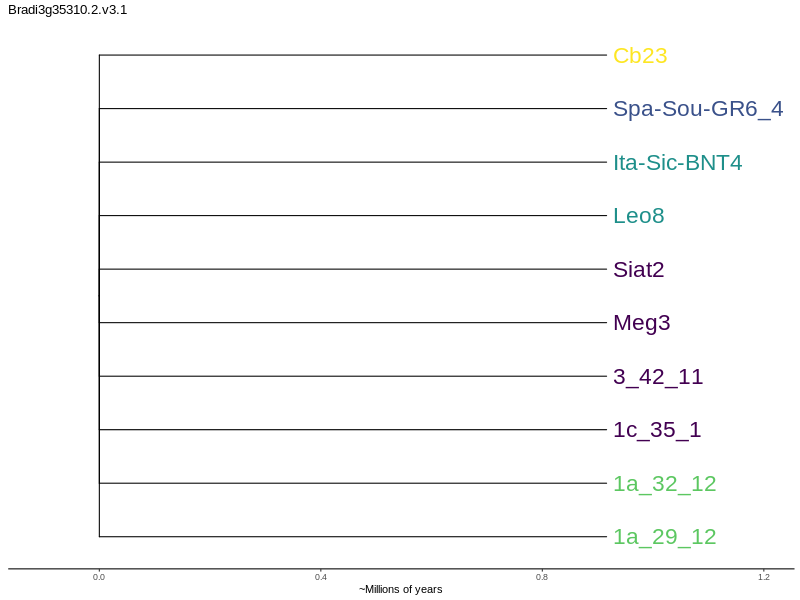 Bradi3g35310.2.v3.1
Cb23
Spa-Sou-GR6_4
Ita-Sic-BNT4
Leo8
Siat2
Meg3
3_42_11
1c_35_1
1a_32_12
1a_29_12
0.0 0.4 0.8 1.2
~Millions of years